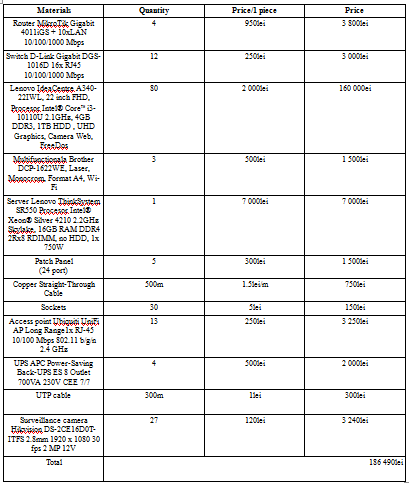 Materials Quantity Price/1 piece Price
Router MikroTik Gigabit 4 950lei 3 800lei
4011iGS + 10xLAN
10/100/1000 Mbps
Switch D-Link Gigabit DGS- 12 250lei 3 000lei
1016D 16x RJ45
10/100/1000 Mbps
Lenovo IdeaCentre A340- 80 2 000lei 160 000lei
22IWL, 22 inch FHD,
Procesor Intel® Core™ i3-
10110U 2.1GHz, 4GB
DDR3, 1TB HDD , UHD
Graphics, Camera Web,
FreeDos
Multifunctionala Brother 3 500lei 1 500lei
DCP-1622WE, Laser,
Monocrom, Format A4, Wi-
Fi
Server Lenovo ThinkSystem 1 7 000lei 7 000lei
SR550 Procesor Intel®
Xeon® Silver 4210 2.2GHz
Skylake, 16GB RAM DDR4
2Rx8 RDIMM, no HDD, 1x
750W
Patch Panel 5 300lei 1 500lei
(24 port)
Copper Straight-Through 500m 1.5lei/m 750lei
Cable
Sockets 30 5lei 150lei
Access point Ubiquiti UniFi 13 250lei 3 250lei
AP Long Range1x RJ-45
10/100 Mbps 802.11 b/g/n
2.4 GHz
UPS APC Power-Saving 4 500lei 2 000lei
Back-UPS ES 8 Outlet
700VA 230V CEE 7/7
UTP cable 300m 1lei 300lei
Surveillance camera 27 120lei 3 240lei
Hikvision DS-2CE16D0T-
ITFS 2.8mm 1920 x 1080 30
fps 2 MP 12V
Total 186 490lei